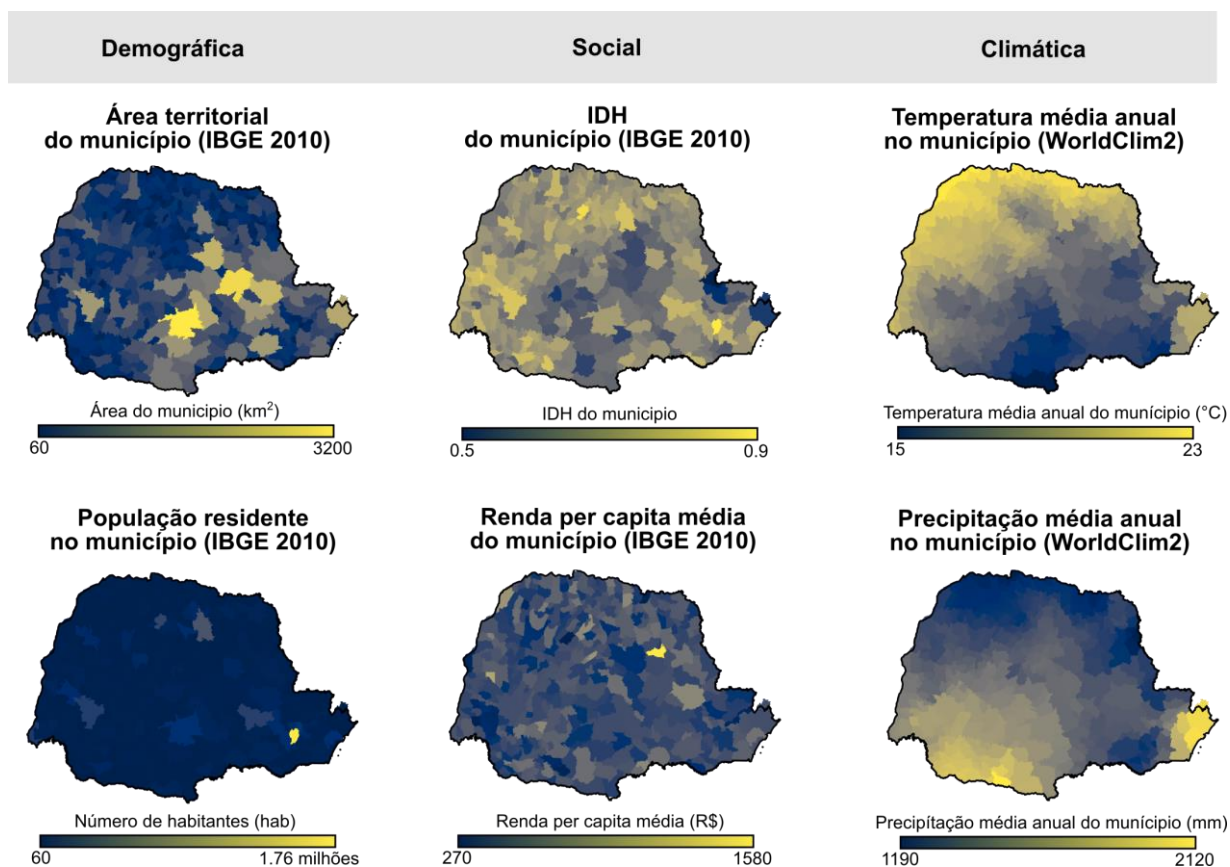 Demográfica
Social
Climática
Área territorial
do município (IBGE 2010)
IDH
do município (IBGE 2010)
Temperatura média anual
no município (WorldClim2)
Área do municipio (km²)
60
3200
IDH do municipio
0.5
0.9
Temperatura média anual do munícipio (°C)
15
23
População residente
no município (IBGE 2010)
Renda per capita média
do município (IBGE 2010)
Precipitação média anual
no município (WorldClim2)
Número de habitantes (hab)
60
1.76 milhões
Renda per capita média (R$)
270
1580
Precípítação média anual do munícipio (mm)
1190
2120